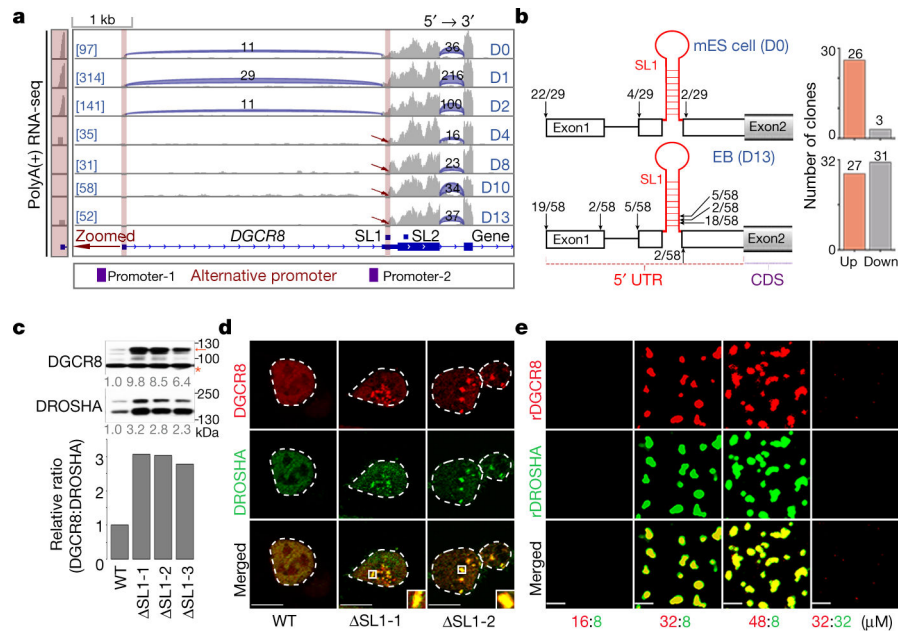 a
1 kb
5′ → 3′
PolyA(+) RNA-seq
[97] 11 36 D0
[314] 29 216 D1
[141] 11 100 D2
[35] 16 D4
[31] 23 D8
[58] 34 D10
[52] 37 D13
Zoomed DGCR8 SL1 SL2 Gene
Promoter-1 Alternative promoter Promoter-2
b
mES cell (D0)
SL1
22/29 4/29 2/29
Exon1 Exon2
EB (D13)
SL1
5/58
2/58
19/58 2/58 5/58 18/58
Exon1 Exon2
2/58
5′ UTR CDS
Number of clones
30
26
3
0
32
27 31
0
Up Down
c
DGCR8
130
100
*
1.0 9.8 8.5 6.4
DROSHA
250
130
1.0 3.2 2.8 2.3 kDa
Relative ratio
(DGCR8:DROSHA)
3
2
1
0
WT ΔSL1-1 ΔSL1-2 ΔSL1-3
d
DGCR8
DROSHA
Merged
WT ΔSL1-1 ΔSL1-2
e
rDGCR8
rDROSHA
Merged
16:8 32:8 48:8 32:32 (μM)